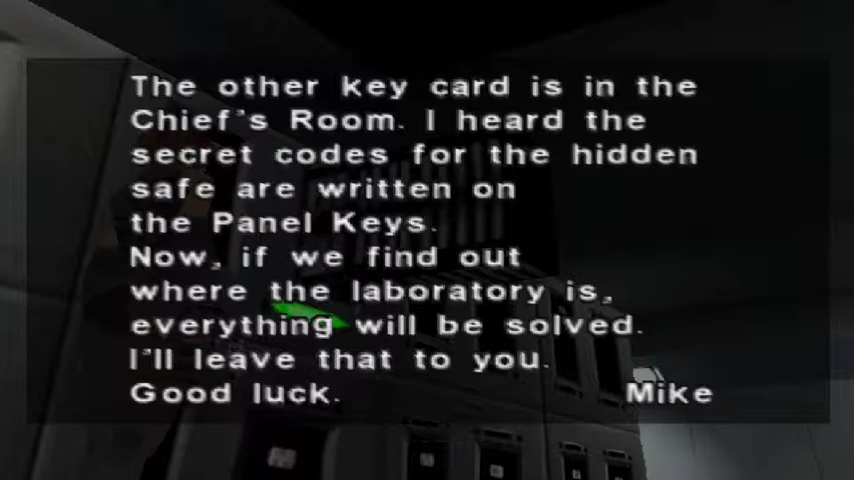 The other key card is in the
Chief's Room. I heard the
secret codes for the hidden
safe are written on
the Panel Keys.
Now, if we find out
where the laboratory is,
everything will be solved.
I'll leave that to you.
Good luck. Mike